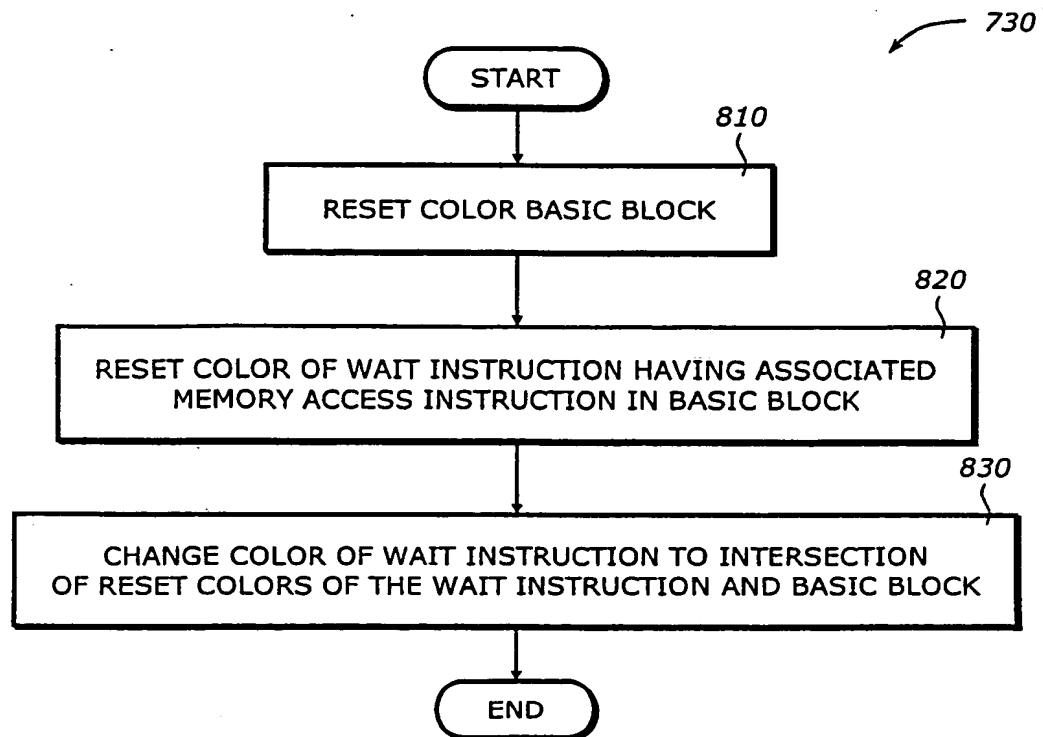 730
START
810
RESET COLOR BASIC BLOCK
820
RESET COLOR OF WAIT INSTRUCTION HAVING ASSOCIATED
MEMORY ACCESS INSTRUCTION IN BASIC BLOCK
830
CHANGE COLOR OF WAIT INSTRUCTION TO INTERSECTION
OF RESET COLORS OF THE WAIT INSTRUCTION AND BASIC BLOCK
END